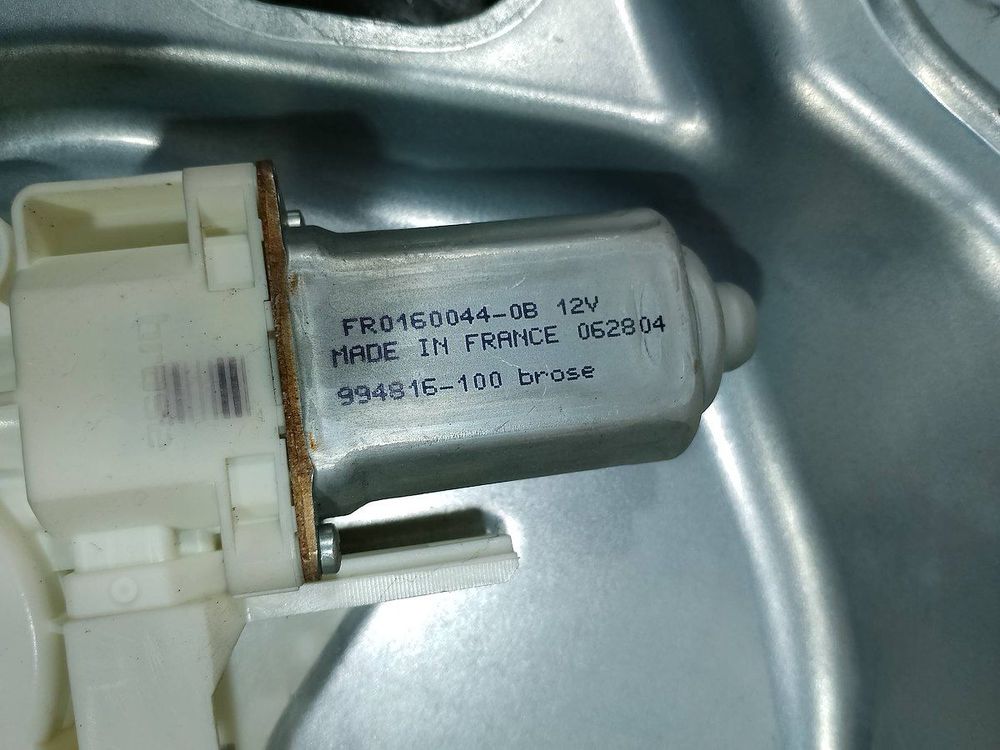 FR0160044-0B 12V
MADE IN FRANCE 062804
994816-100 brose